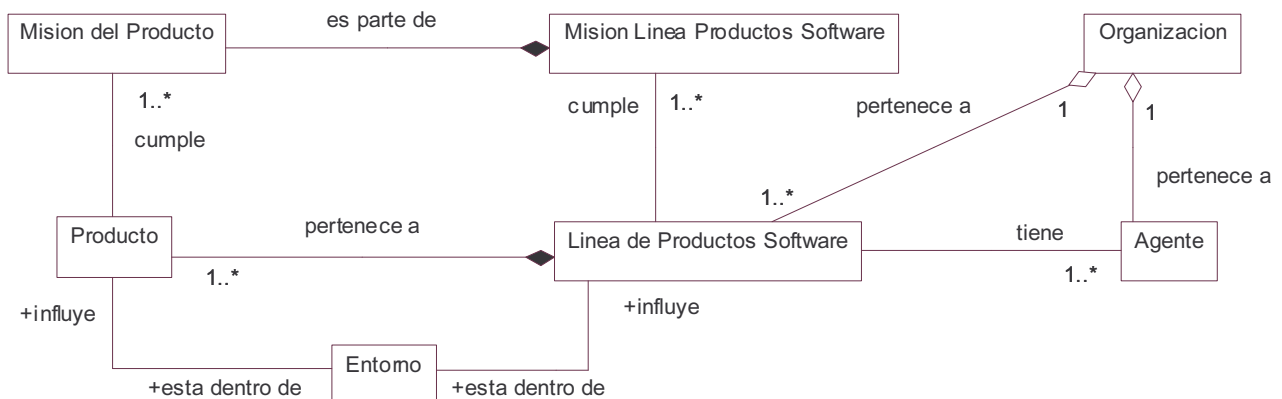 Mision del Producto
es parte de
Mision Linea Productos Software
Organizacion
1..*
cumple
cumple
1..*
pertenece a
1
1
pertenece a
1..*
Producto
pertenece a
1..*
Linea de Productos Software
tiene
1..*
Agente
+influye
+influye
Entorno
+esta dentro de
+esta dentro de